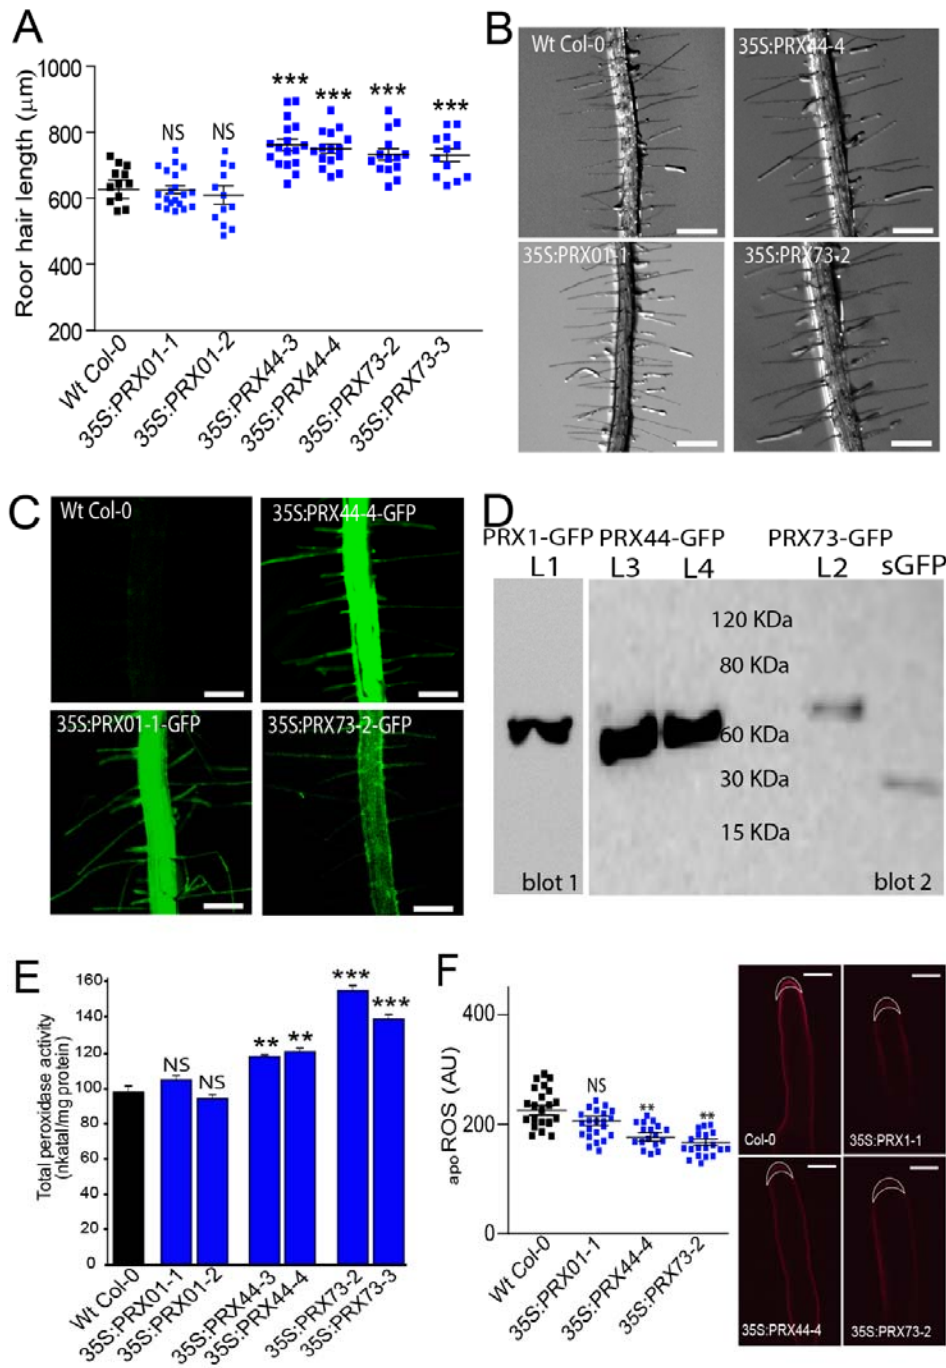 A
Roor hair length (μm)
1000
800
600
400
200
NS
NS
***
***
***
***
Wt Col-0
35S:PRX01-1
35S:PRX01-2
35S:PRX44-3
35S:PRX44-4
35S:PRX73-2
35S:PRX73-3
B
Wt Col-0
35S:PRX44-4
35S:PRX01-1
35S:PRX73-2
C
Wt Col-0
35S:PRX44-4-GFP
35S:PRX01-1-GFP
35S:PRX73-2-GFP
D
PRX1-GFP PRX44-GFP PRX73-GFP
L1 L3 L4 L2 sGFP
120 KDa
80 KDa
60 KDa
30 KDa
15 KDa
blot 1
blot 2
E
Total peroxidase activity
(nkatal/mg protein)
160
140
120
100
80
60
40
20
0
NS
NS
**
**
***
***
Wt Col-0
35S:PRX01-1
35S:PRX01-2
35S:PRX44-3
35S:PRX44-4
35S:PRX73-2
35S:PRX73-3
F
apoROS (AU)
400
200
0
NS
**
**
Wt Col-0
35S:PRX01-1
35S:PRX44-4
35S:PRX73-2
Col-0
35S:PRX1-1
35S:PRX44-4
35S:PRX73-2